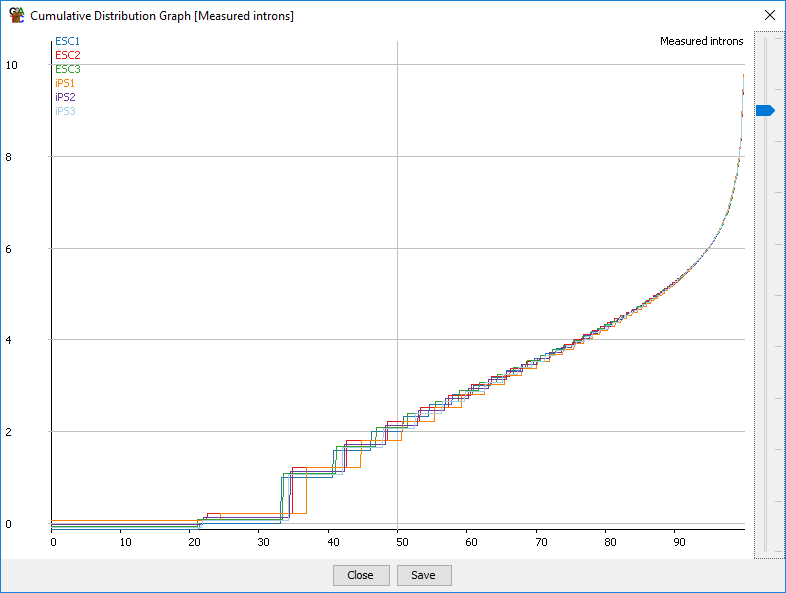 Cumulative Distribution Graph [Measured introns]
Measured introns
ESC1
ESC2
ESC3
iPS1
iPS2
iPS3
10
8
6
4
2
0
0 10 20 30 40 50 60 70 80 90
Close Save